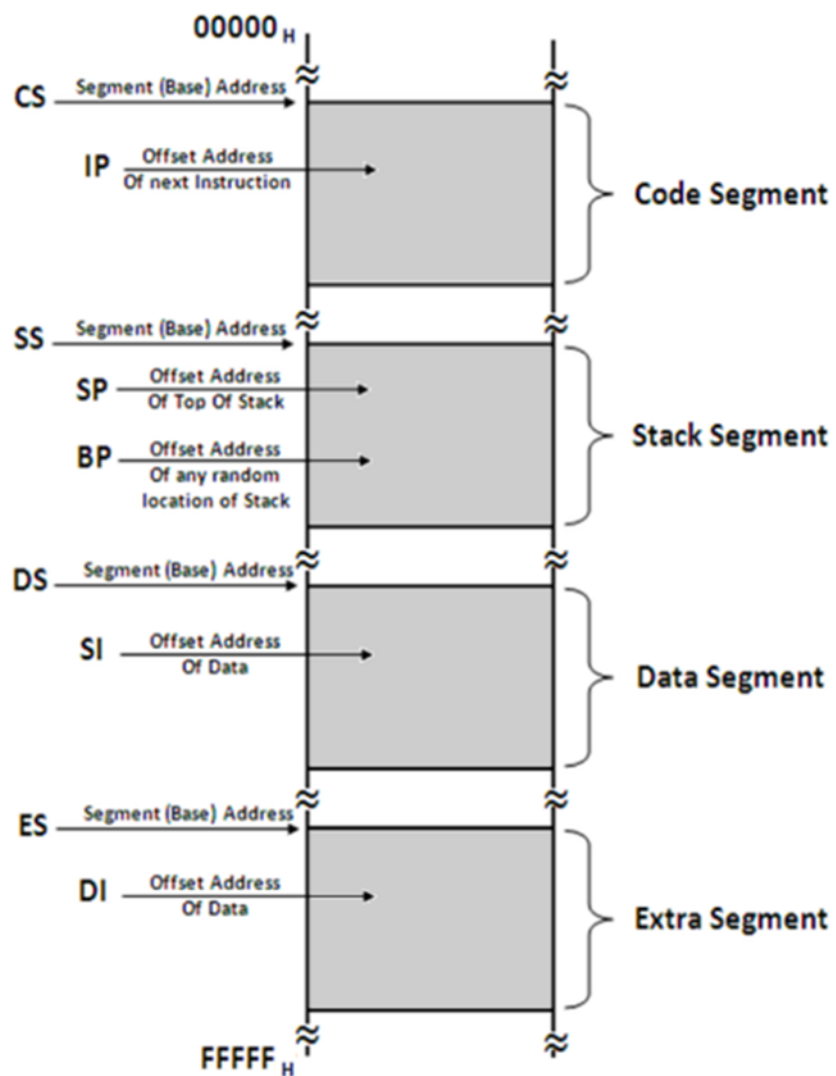 00000 H
CS
Segment (Base) Address
IP
Offset Address
Of next Instruction
Code Segment
SS
Segment (Base) Address
SP
Offset Address
Of Top Of Stack
BP
Offset Address
Of any random
location of Stack
Stack Segment
DS
Segment (Base) Address
SI
Offset Address
Of Data
Data Segment
ES
Segment (Base) Address
DI
Offset Address
Of Data
Extra Segment
FFFFF H